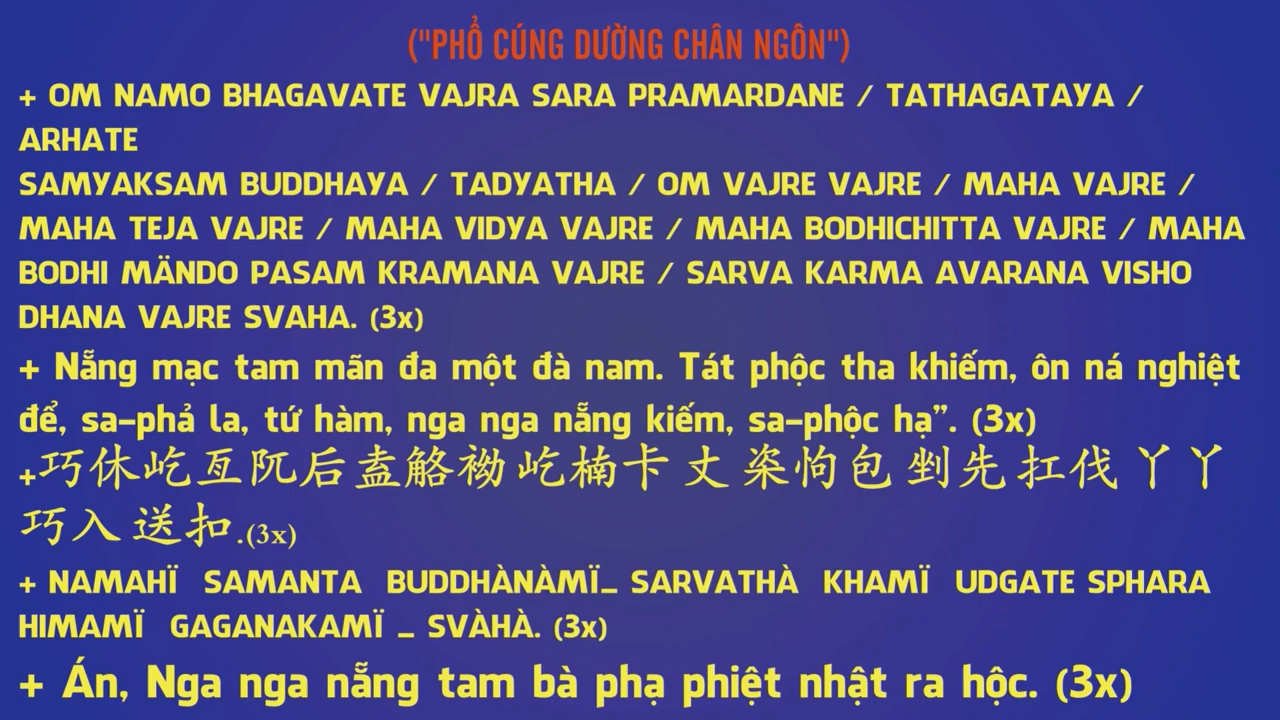 ("PHỔ CÚNG DƯỜNG CHÂN NGÔN")
+ OM NAMO BHAGAVATE VAJRA SARA PRAMARDANE / TATHAGATAYA /
ARHATE
SAMYAKSAM BUDDHAYA / TADYATHA / OM VAJRE VAJRE / MAHA VAJRE /
MAHA TEJA VAJRE / MAHA VIDYA VAJRE / MAHA BODHICHITTA VAJRE / MAHA
BODHI MÄNDO PASAM KRAMANA VAJRE / SARVA KARMA AVARANA VISHO
DHANA VAJRE SVAHA. (3x)
+ Nẵng mạc tam mãn đa một đà nam. Tát phộc tha khiếm, ôn ná nghiệt
để, sa-phả la, tứ hàm, nga nga nẵng kiếm, sa-phộc hạ”. (3x)
+巧休屹亙阢后盍觡袎屹楠卡丈楶怐包剉先扛伐丫丫
巧入送扣.(3x)
+ NAMAHÏ SAMANTA BUDDHÀNÀMÏ_ SARVATHÀ KHAMÏ UDGATE SPHARA
HIMAMÏ GAGANAKAMÏ _ SVÀHÀ. (3x)
+ Án, Nga nga nẵng tam bà phạ phiệt nhật ra hộc. (3x)